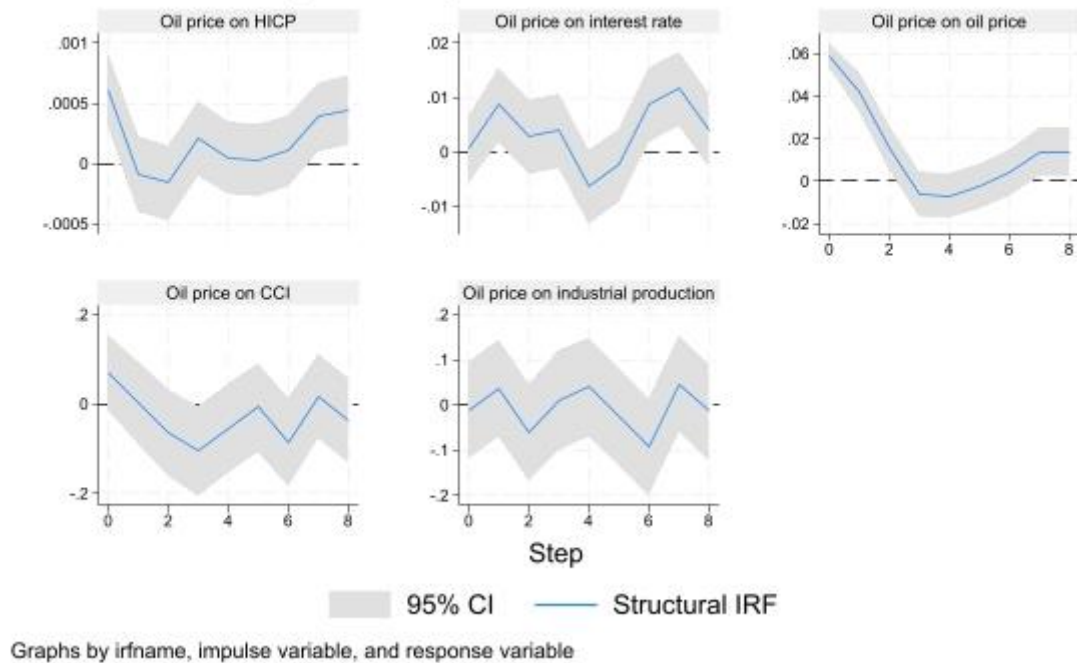 Oil price on HICP
Oil price on interest rate
Oil price on oil price
.001
.0005
0
-.0005
.02
.01
0
-.01
.06
.04
.02
0
-.02
0 2 4 6 8
Oil price on CCI
Oil price on industrial production
.2
0
-.2
0 2 4 6 8
.2
.1
0
-.1
-.2
0 2 4 6 8
Step
95% CI
Structural IRF
Graphs by irfname, impulse variable, and response variable